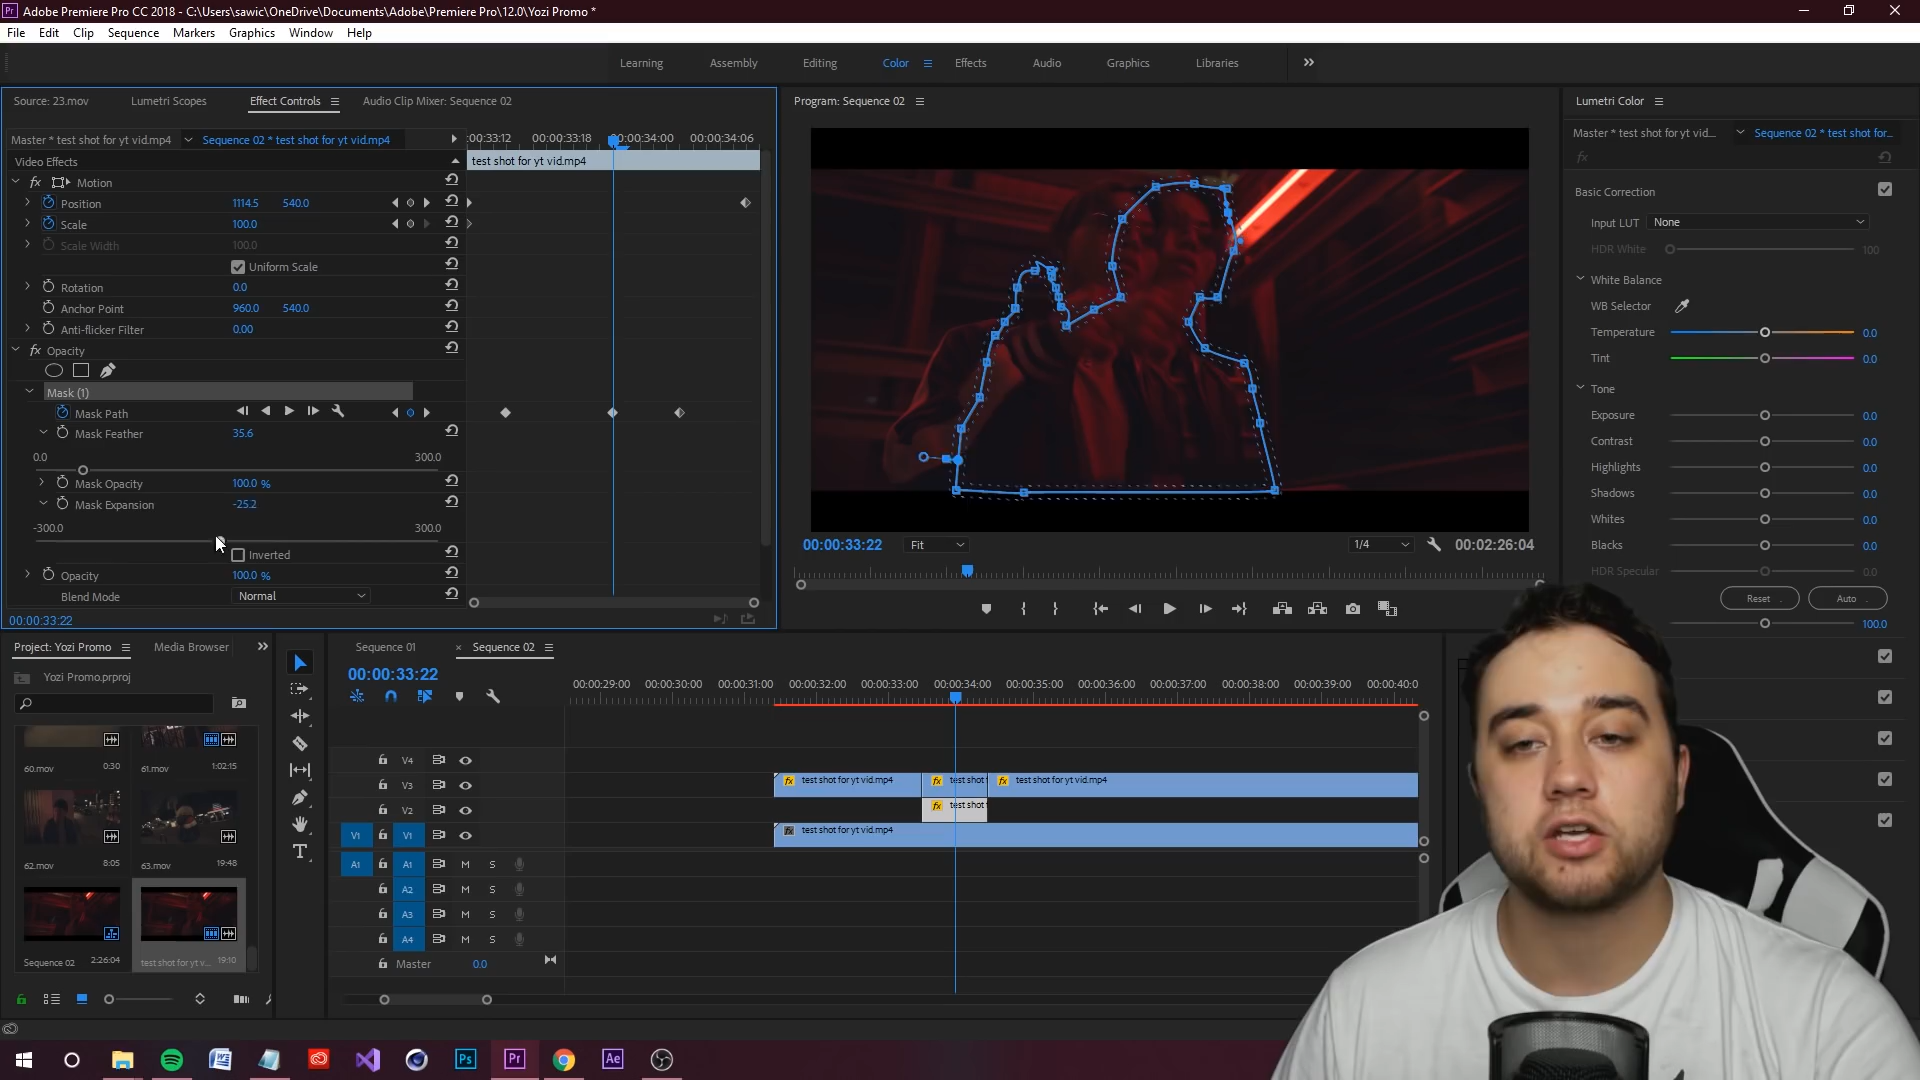 Adobe Premiere Pro CC 2018 - C:\Users\sawic\OneDrive\Documents\Adobe\Premiere Pro\12.0\Yozi Promo *
File Edit Clip Sequence Markers Graphics Window Help
Learning Assembly Editing Color Effects Audio Graphics Libraries
Source: 23.mov Lumetri Scopes Effect Controls Audio Clip Mixer: Sequence 02
Program: Sequence 02
Lumetri Color
Master * test shot for yt vid.mp4 Sequence 02 * test shot for yt vid.mp4
:00:33:12 00:00:33:18 00:00:34:00 00:00:34:06
Master * test shot for yt vid... Sequence 02 * test shot for...
Video Effects
test shot for yt vid.mp4
fx Motion
Position 1114.5 540.0
Scale 100.0
Scale Width 100.0
Uniform Scale
Rotation 0.0
Anchor Point 960.0 540.0
Anti-flicker Filter 0.00
fx Opacity
Mask (1)
Mask Path
Mask Feather 35.6
0.0 300.0
Mask Opacity 100.0 %
Mask Expansion -25.2
-300.0 300.0
Inverted
Opacity 100.0 %
Blend Mode Normal
00:00:33:22
00:00:33:22 Fit 1/4 00:02:26:04
fx
Basic Correction
Input LUT None
HDR White 100
White Balance
WB Selector
Temperature 0.0
Tint 0.0
Tone
Exposure 0.0
Contrast 0.0
Highlights 0.0
Shadows 0.0
Whites 0.0
Blacks 0.0
HDR Specular 0.0
Reset Auto
100.0
Project: Yozi Promo Media Browser
Yozi Promo.prproj
60.mov 0:30 61.mov 1:02:15
62.mov 8:05 63.mov 19:48
Sequence 02 2:26:04 test shot for yt v... 19:10
Sequence 01 × Sequence 02
00:00:33:22
00:00:29:00 00:00:30:00 00:00:31:00 00:00:32:00 00:00:33:00 00:00:34:00 00:00:35:00 00:00:36:00 00:00:37:00 00:00:38:00 00:00:39:00 00:00:40:0
V4
V3 fx test shot for yt vid.mp4 fx test shot f fx test shot for yt vid.mp4
V2 fx test shot f
V1 V1 fx test shot for yt vid.mp4
A1 A1 M S
A2 M S
A3 M S
A4 M S
Master 0.0
Ps Pr Ae